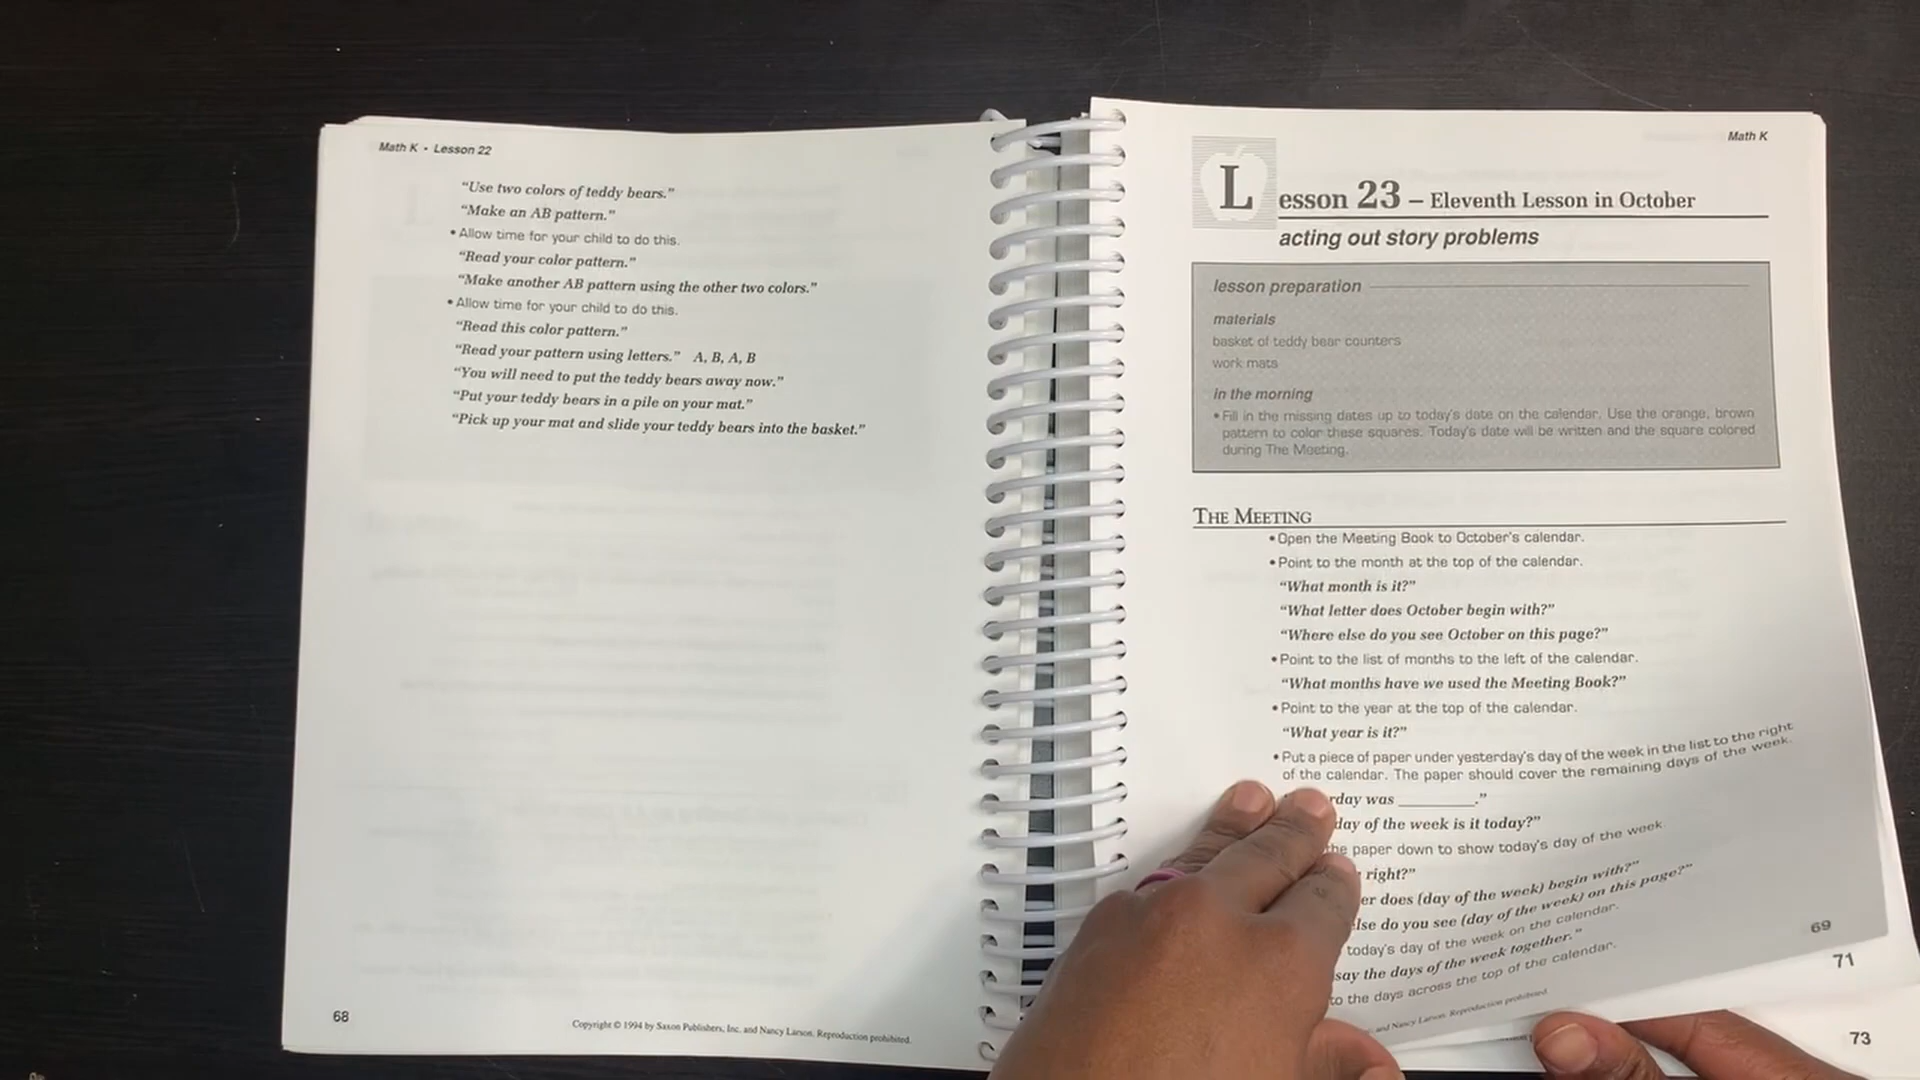 Math K • Lesson 22
"Use two colors of teddy bears."
"Make an AB pattern."
• Allow time for your child to do this.
"Read your color pattern."
"Make another AB pattern using the other two colors."
• Allow time for your child to do this.
"Read this color pattern."
"Read your pattern using letters." A, B, A, B
"You will need to put the teddy bears away now."
"Put your teddy bears in a pile on your mat."
"Pick up your mat and slide your teddy bears into the basket."
68
Copyright © 1994 by Saxon Publishers, Inc. and Nancy Larson. Reproduction prohibited.
Math K
Lesson 23 – Eleventh Lesson in October
acting out story problems
lesson preparation
materials
basket of teddy bear counters
work mats
in the morning
• Fill in the missing dates up to today's date on the calendar. Use the orange, brown
pattern to color these squares. Today's date will be written and the square colored
during The Meeting.
THE MEETING
• Open the Meeting Book to October's calendar.
• Point to the month at the top of the calendar.
"What month is it?"
"What letter does October begin with?"
"Where else do you see October on this page?"
• Point to the list of months to the left of the calendar.
"What months have we used the Meeting Book?"
• Point to the year at the top of the calendar.
"What year is it?"
• Put a piece of paper under yesterday's day of the week in the list to the right
of the calendar. The paper should cover the remaining days of the week.
rday was ________."
day of the week is it today?"
the paper down to show today's day of the week.
right?"
er does (day of the week) begin with?"
lse do you see (day of the week) on this page?"
today's day of the week on the calendar.
say the days of the week together."
to the days across the top of the calendar.
69
and Nancy Larson. Reproduction prohibited.
71
73